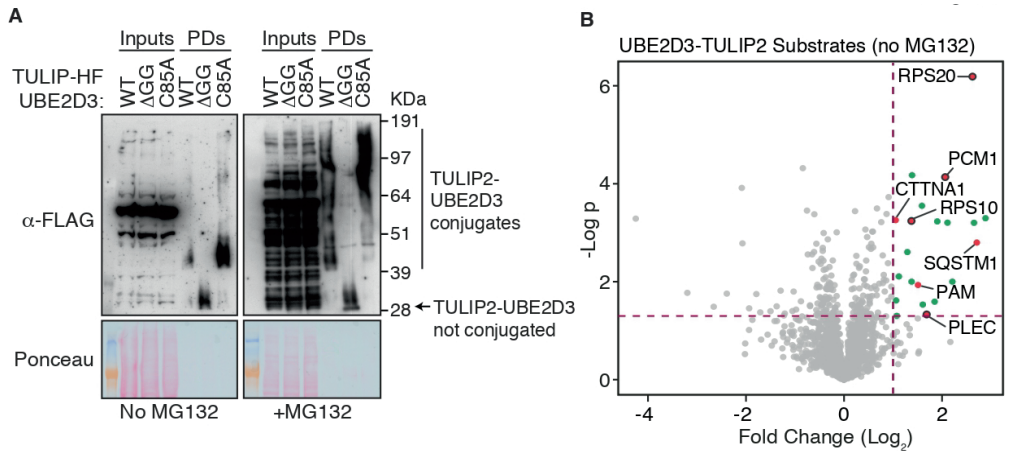 A
Inputs PDs Inputs PDs
TULIP-HF
UBE2D3:
WT ΔGG C85A WT ΔGG C85A WT ΔGG C85A WT ΔGG C85A
KDa
191
97
64
51
39
28
α-FLAG
TULIP2-
UBE2D3
conjugates
TULIP2-UBE2D3
not conjugated
Ponceau
No MG132 +MG132
B
UBE2D3-TULIP2 Substrates (no MG132)
6
4
2
0
-Log p
RPS20
PCM1
CTTNA1
RPS10
SQSTM1
PAM
PLEC
-4 -2 0 2
Fold Change (Log2)